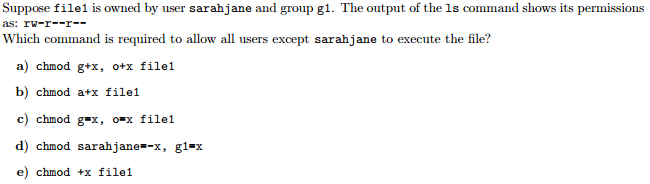 Suppose file1 is owned by user sarahjane and group g1. The output of the ls command shows its permissions
as: rw-r--r--
Which command is required to allow all users except sarahjane to execute the file?
a) chmod g+x, o+x file1
b) chmod a+x file1
c) chmod g=x, o=x file1
d) chmod sarahjane=-x, g1=x
e) chmod +x file1